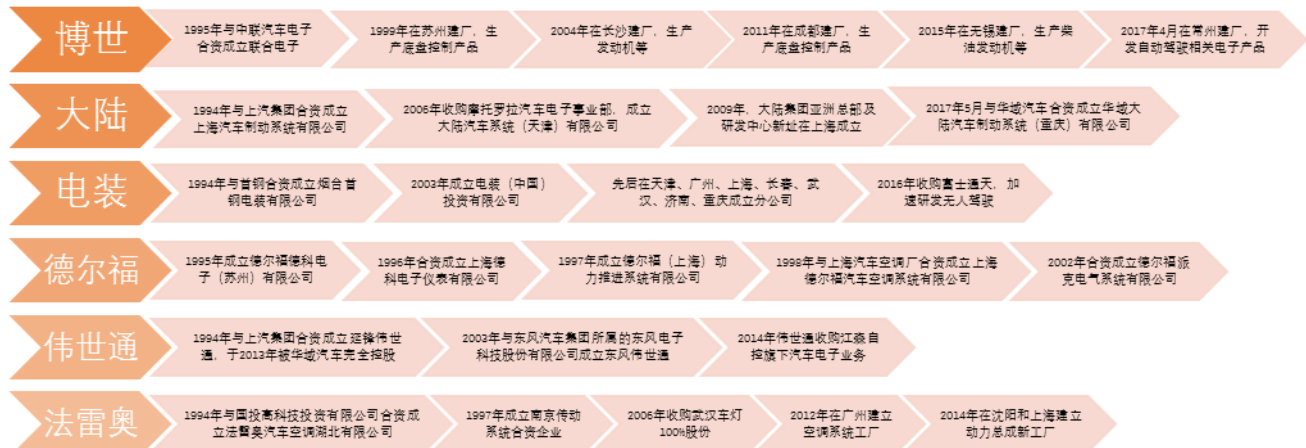 博世
1995年与中联汽车电子
合资成立联合电子
1999年在苏州建厂，生
产底盘控制产品
2004年在长沙建厂，生产
发动机等
2011年在成都建厂，生
产底盘控制产品
2015年在无锡建厂，生产柴
油发动机等
2017年4月在常州建厂，开
发自动驾驶相关电子产品
大陆
1994年与上汽集团合资成立
上海汽车制动系统有限公司
2006年收购摩托罗拉汽车电子事业部，成立
大陆汽车系统（天津）有限公司
2009年，大陆集团亚洲总部及
研发中心新址在上海成立
2017年5月与华域汽车合资成立华域大
陆汽车制动系统（重庆）有限公司
电装
1994年与首钢合资成立烟台首
钢电装有限公司
2003年成立电装（中国）
投资有限公司
先后在天津、广州、上海、长春、武
汉、济南、重庆成立分公司
2016年收购富士通天，加
速研发无人驾驶
德尔福
1995年成立德尔福德科电
子（苏州）有限公司
1996年合资成立上海德
科电子仪表有限公司
1997年成立德尔福（上海）动
力推进系统有限公司
1998年与上海汽车空调厂合资成立上海
德尔福汽车空调系统有限公司
2002年合资成立德尔福派
克电气系统有限公司
伟世通
1994年与上汽集团合资成立延锋伟世
通，于2013年被华域汽车完全控股
2003年与东风汽车集团所属的东风电子
科技股份有限公司成立东风伟世通
2014年伟世通收购江森自
控旗下汽车电子业务
法雷奥
1994年与国投高科技投资有限公司合资成
立法雷奥汽车空调湖北有限公司
1997年成立南京传动
系统合资企业
2006年收购武汉车灯
100%股份
2012年在广州建立
空调系统工厂
2014年在沈阳和上海建立
动力总成新工厂